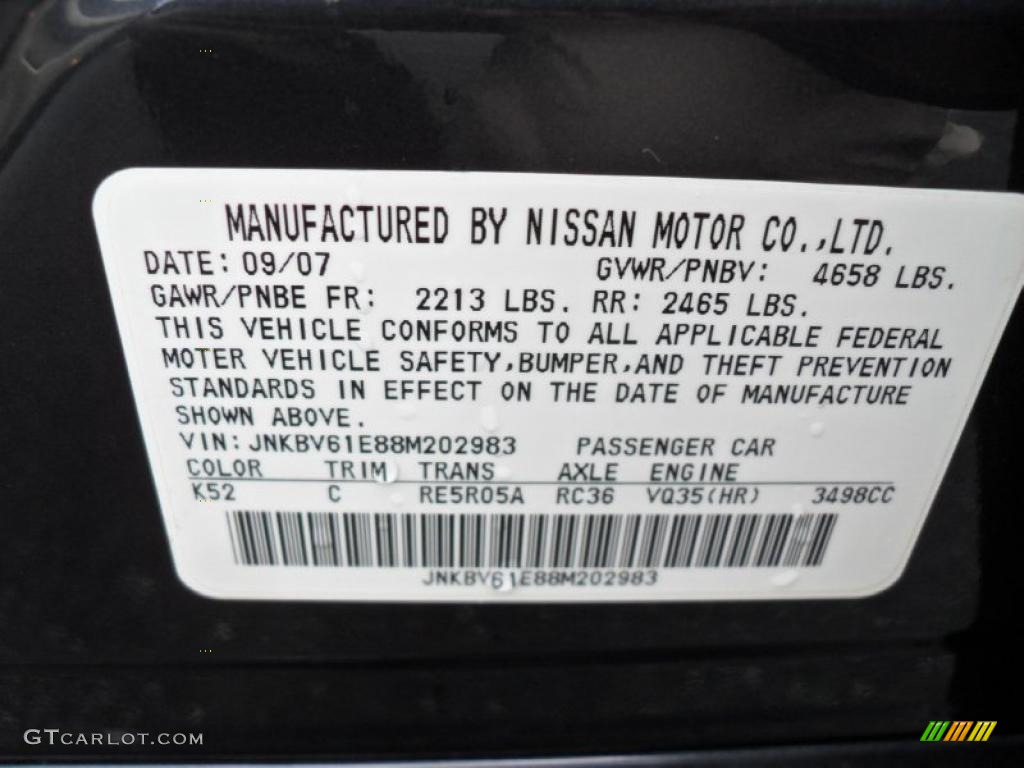 MANUFACTURED BY NISSAN MOTOR CO.,LTD.
DATE: 09/07 GVWR/PNBV: 4658 LBS.
GAWR/PNBE FR: 2213 LBS. RR: 2465 LBS.
THIS VEHICLE CONFORMS TO ALL APPLICABLE FEDERAL
MOTER VEHICLE SAFETY,BUMPER,AND THEFT PREVENTION
STANDARDS IN EFFECT ON THE DATE OF MANUFACTURE
SHOWN ABOVE.
VIN: JNKBV61E88M202983 PASSENGER CAR
COLOR TRIM TRANS AXLE ENGINE
K52 C RE5R05A RC36 VQ35(HR) 3498CC
JNKBV61E88M202983
GTCARLOT.COM